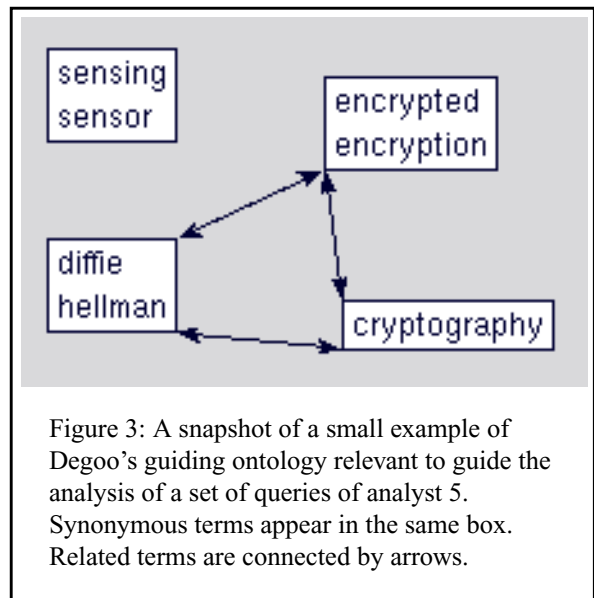 sensing
sensor
encrypted
encryption
diffie
hellman
cryptography
Figure 3: A snapshot of a small example of
Degoo's guiding ontology relevant to guide the
analysis of a set of queries of analyst 5.
Synonymous terms appear in the same box.
Related terms are connected by arrows.